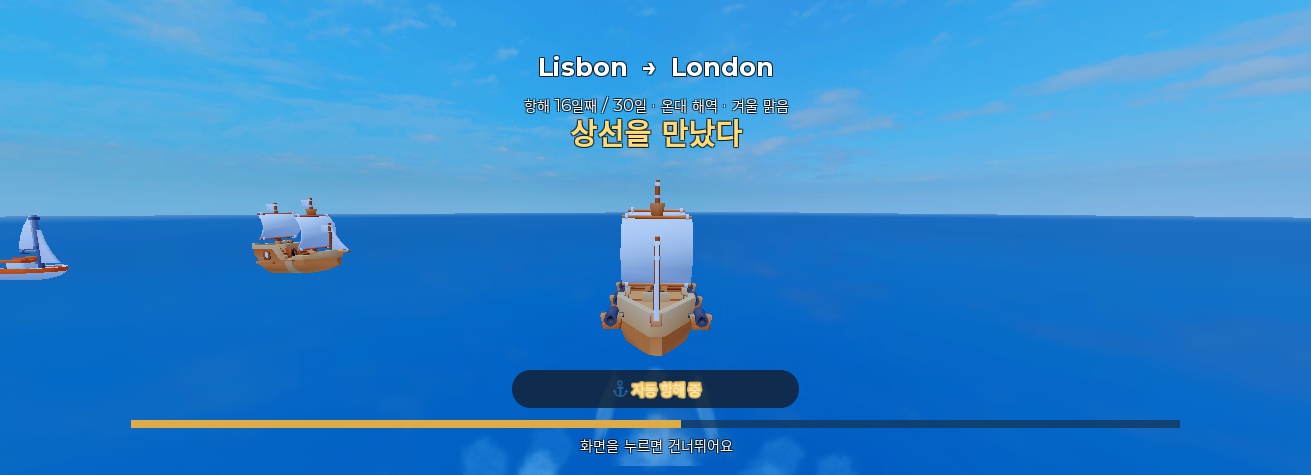 Lisbon → London
항해 16일째 / 30일 · 온대 해역 · 겨울 맑음
상선을 만났다
자동 항해 중
화면을 누르면 건너뛰어요